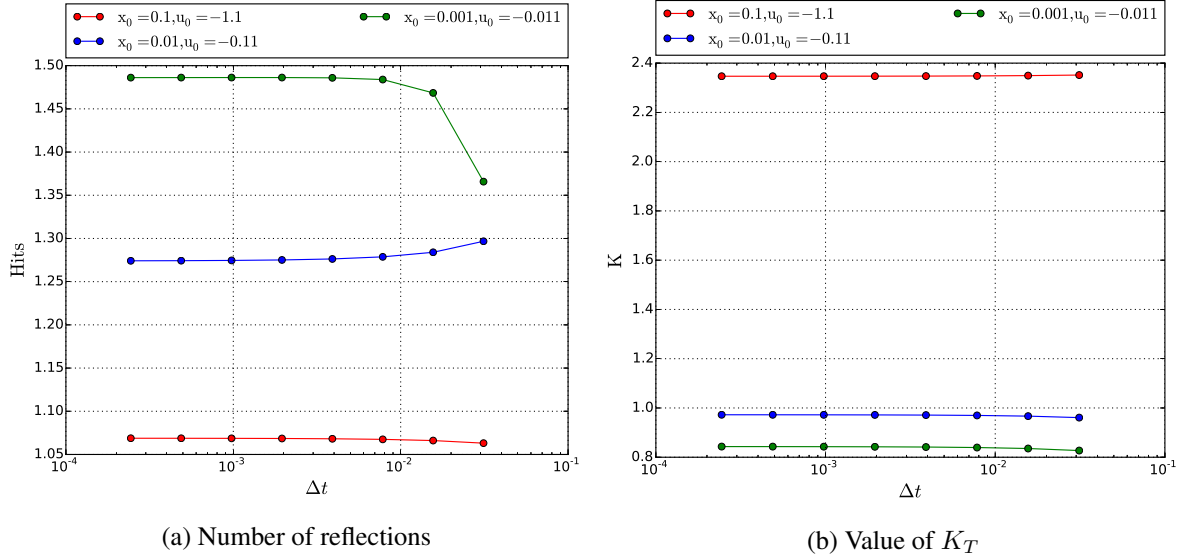 x₀ =0.1,u₀ =−1.1
x₀ =0.001,u₀ =−0.011
x₀ =0.01,u₀ =−0.11
1.50
1.45
1.40
1.35
1.30
1.25
1.20
1.15
1.10
1.05
Hits
10⁻⁴
10⁻³
10⁻²
10⁻¹
Δt
(a) Number of reflections
x₀ =0.1,u₀ =−1.1
x₀ =0.001,u₀ =−0.011
x₀ =0.01,u₀ =−0.11
2.4
2.2
2.0
1.8
1.6
1.4
1.2
1.0
0.8
K
10⁻⁴
10⁻³
10⁻²
10⁻¹
Δt
(b) Value of K_T